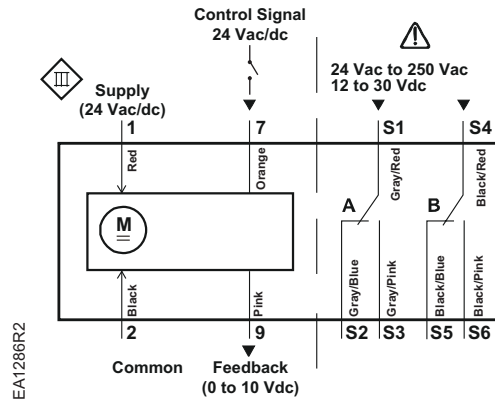 Control Signal
24 Vac/dc
III
24 Vac to 250 Vac
12 to 30 Vdc
Supply
(24 Vac/dc)
1
7
S1
S4
Red
Orange
Gray/Red
Black/Red
A
B
M
Black
Pink
Gray/Blue
Gray/Pink
Black/Blue
Black/Pink
2
9
S2
S3
S5
S6
Common
Feedback
(0 to 10 Vdc)
EA1286R2